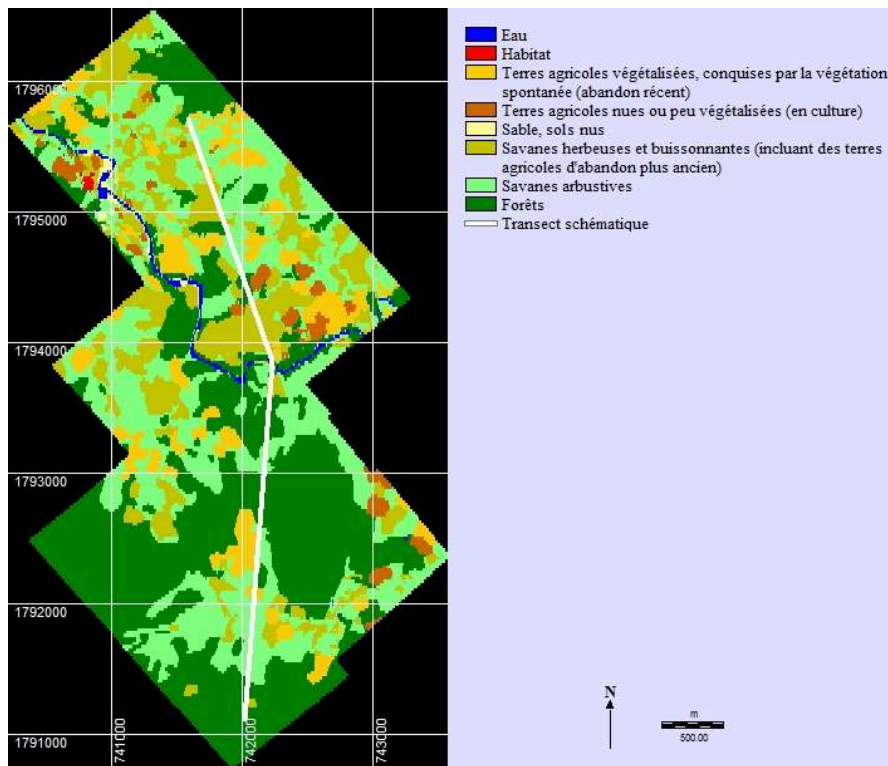 Eau
Habitat
Terres agricoles végétalisées, conquises par la végétation
spontanée (abandon récent)
Terres agricoles nues ou peu végétalisées (en culture)
Sable, sols nus
Savanes herbeuses et buissonnantes (incluant des terres
agricoles d'abandon plus ancien)
Savanes arbustives
Forêts
Transect schématique
1796000
1795000
1794000
1793000
1792000
1791000
741000
742000
743000
N
m
500.00